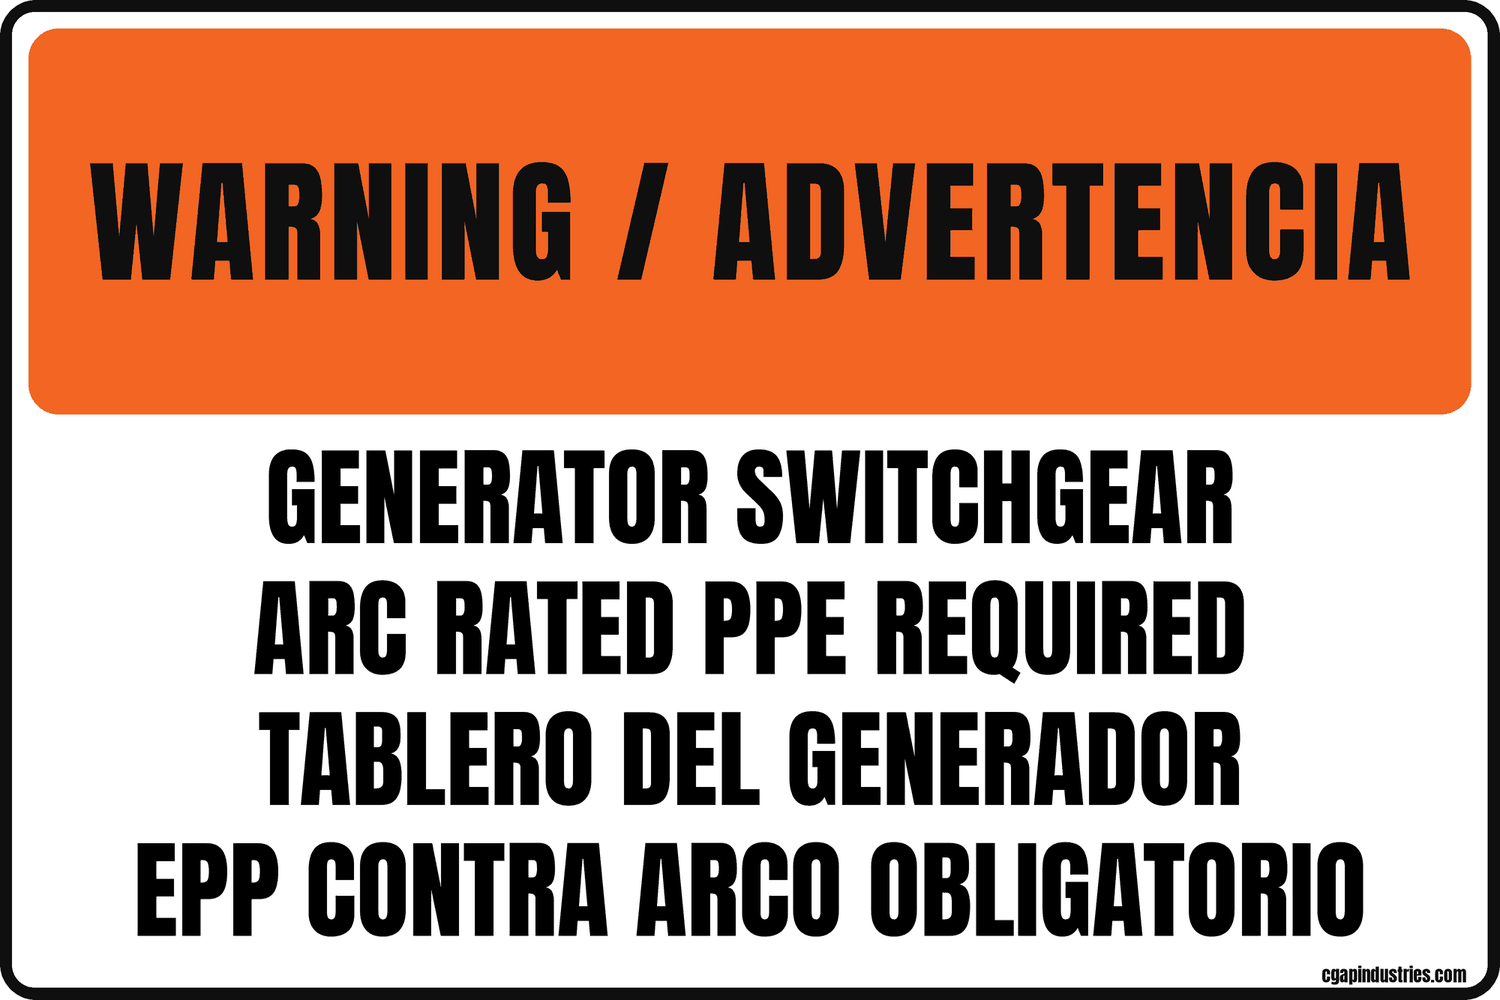 WARNING / ADVERTENCIA
GENERATOR SWITCHGEAR
ARC RATED PPE REQUIRED
TABLERO DEL GENERADOR
EPP CONTRA ARCO OBLIGATORIO
cgapindustries.com